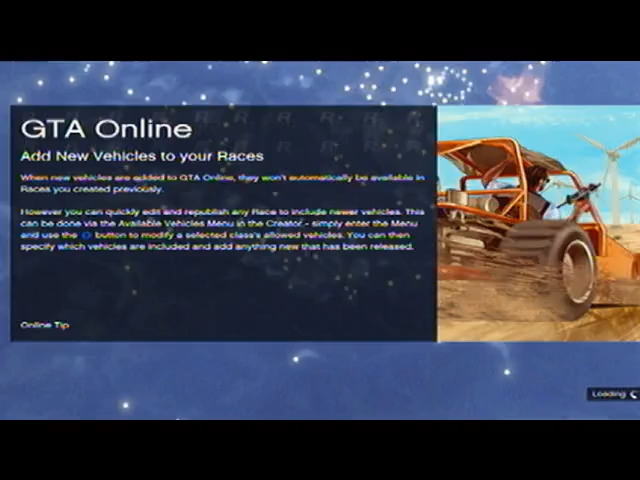 GTA Online
Add New Vehicles to your Races
When new vehicles are added to GTA Online, they won't automatically be available in
Races you created previously.
However you can quickly edit and republish any Race to include newer vehicles. This
can be done via the Available Vehicles Menu in the Creator - simply enter the Menu
and use the button to modify a selected class's allowed vehicles. You can then
specify which vehicles are included and add anything new that has been released.
Online Tip
Loading